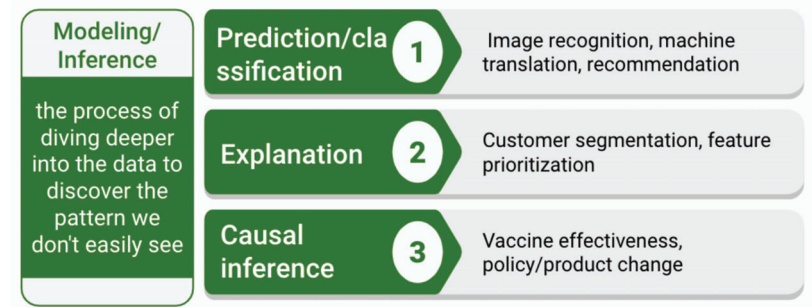 Modeling/
Inference
the process of
diving deeper
into the data to
discover the
pattern we
don't easily see
Prediction/cla
ssification
1
Image recognition, machine
translation, recommendation
Explanation
2
Customer segmentation, feature
prioritization
Causal
inference
3
Vaccine effectiveness,
policy/product change